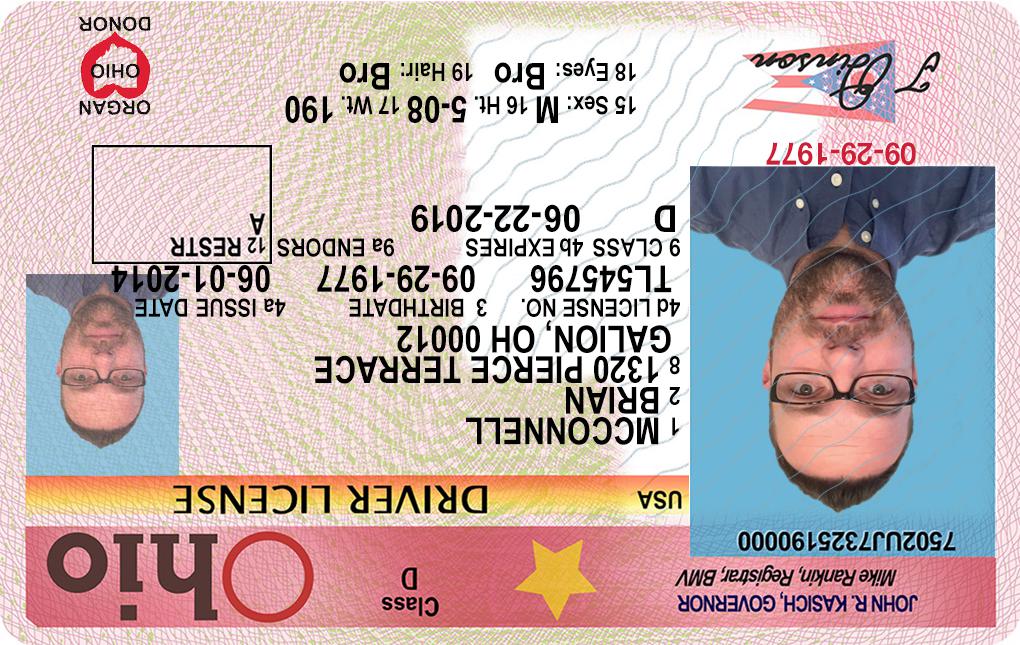 JOHN R. KASICH, GOVERNOR
Mike Rankin, Registrar, BMV
Class
D
Ohio
7502UJ7325190000
USA
DRIVER LICENSE
1 MCCONNELL
2 BRIAN
8 1320 PIERCE TERRACE
GALION, OH 00012
4d LICENSE NO. 3 BIRTHDATE 4a ISSUE DATE
TL545796 09-29-1977 06-01-2014
9 CLASS 4b EXPIRES 9a ENDORS 12 RESTR
D 06-22-2019 A
09-29-1977
15 Sex: M 16 Ht. 5-08 17 Wt. 190
18 Eyes: Bro 19 Hair: Bro
ORGAN
OHIO
DONOR